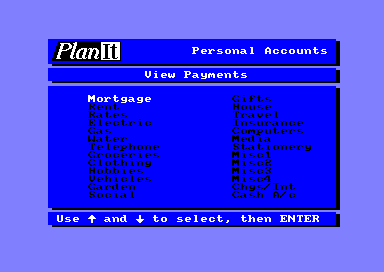 PlanIt Personal Accounts
View Payments
Mortgage Gifts
Rent House
Rates Travel
Electric Insurance
Gas Computers
Water Media
Telephone Stationery
Groceries Misc1
Clothing Misc2
Hobbies Misc3
Vehicles Misc4
Garden Chgs/Int
Social Cash A/c
Use ↑ and ↓ to select, then ENTER